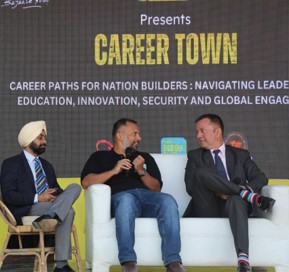 Presents
CAREER TOWN
CAREER PATHS FOR NATION BUILDERS : NAVIGATING LEADE
EDUCATION, INNOVATION, SECURITY AND GLOBAL ENGAG